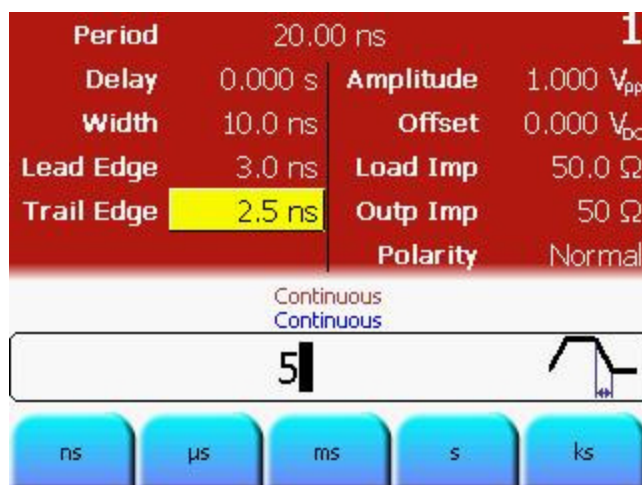 Period 20.00 ns 1
Delay 0.000 s Amplitude 1.000 Vpp
Width 10.0 ns Offset 0.000 VDC
Lead Edge 3.0 ns Load Imp 50.0 Ω
Trail Edge 2.5 ns Outp Imp 50 Ω
Polarity Normal
Continuous
Continuous
5
ns µs ms s ks